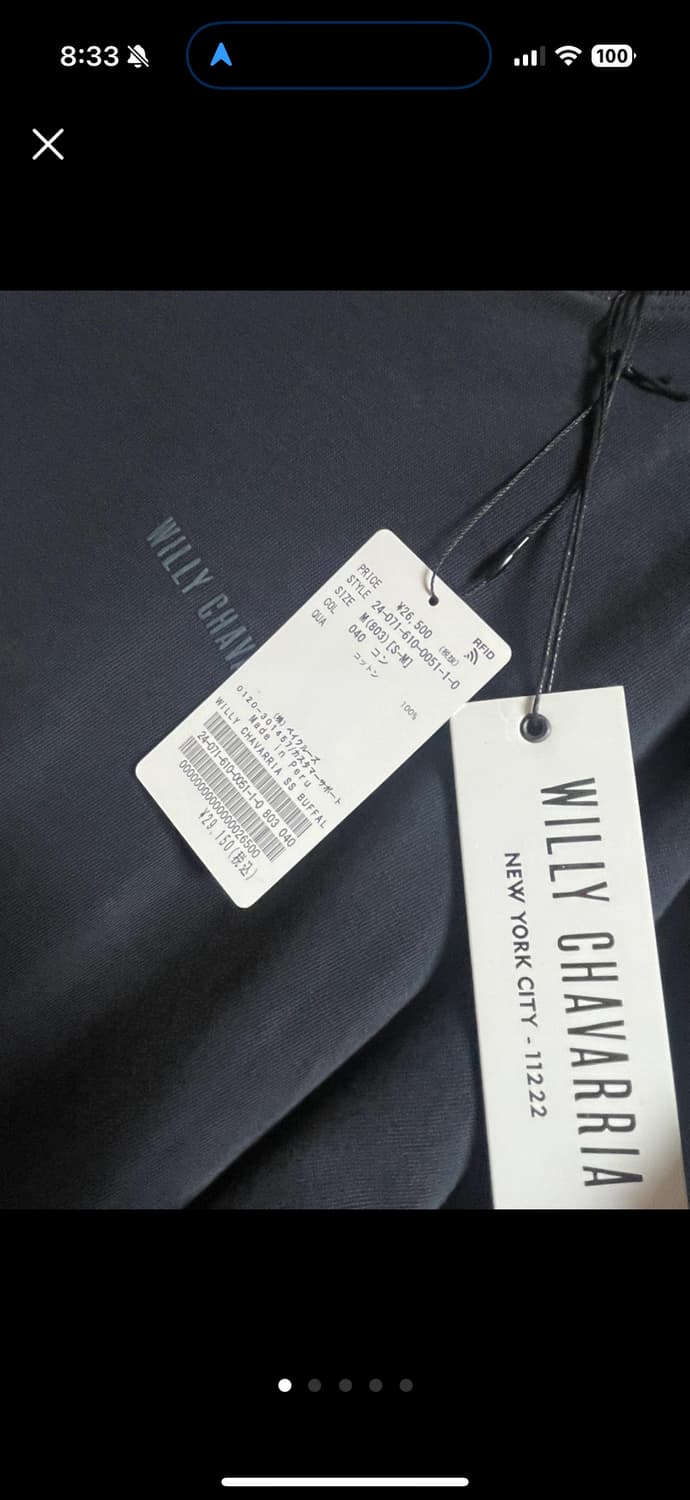 8:33
100
WILLY CHAV
PRICE ¥26,500 (税抜)
STYLE 24-071-610-0051-1-0
SIZE M(803)[S-M]
COL 040 コン
QUA コットン 100%
RFID
(株)ベイクルーズ
0120-301457/カスタマーサポート
Made in Peru
WILLY CHAVARRIA SS BUFFAL
24-071-610-0051-1-0 803 040
0000000000000026500
¥29,150(税込)
WILLY CHAVARRIA
NEW YORK CITY - 11222